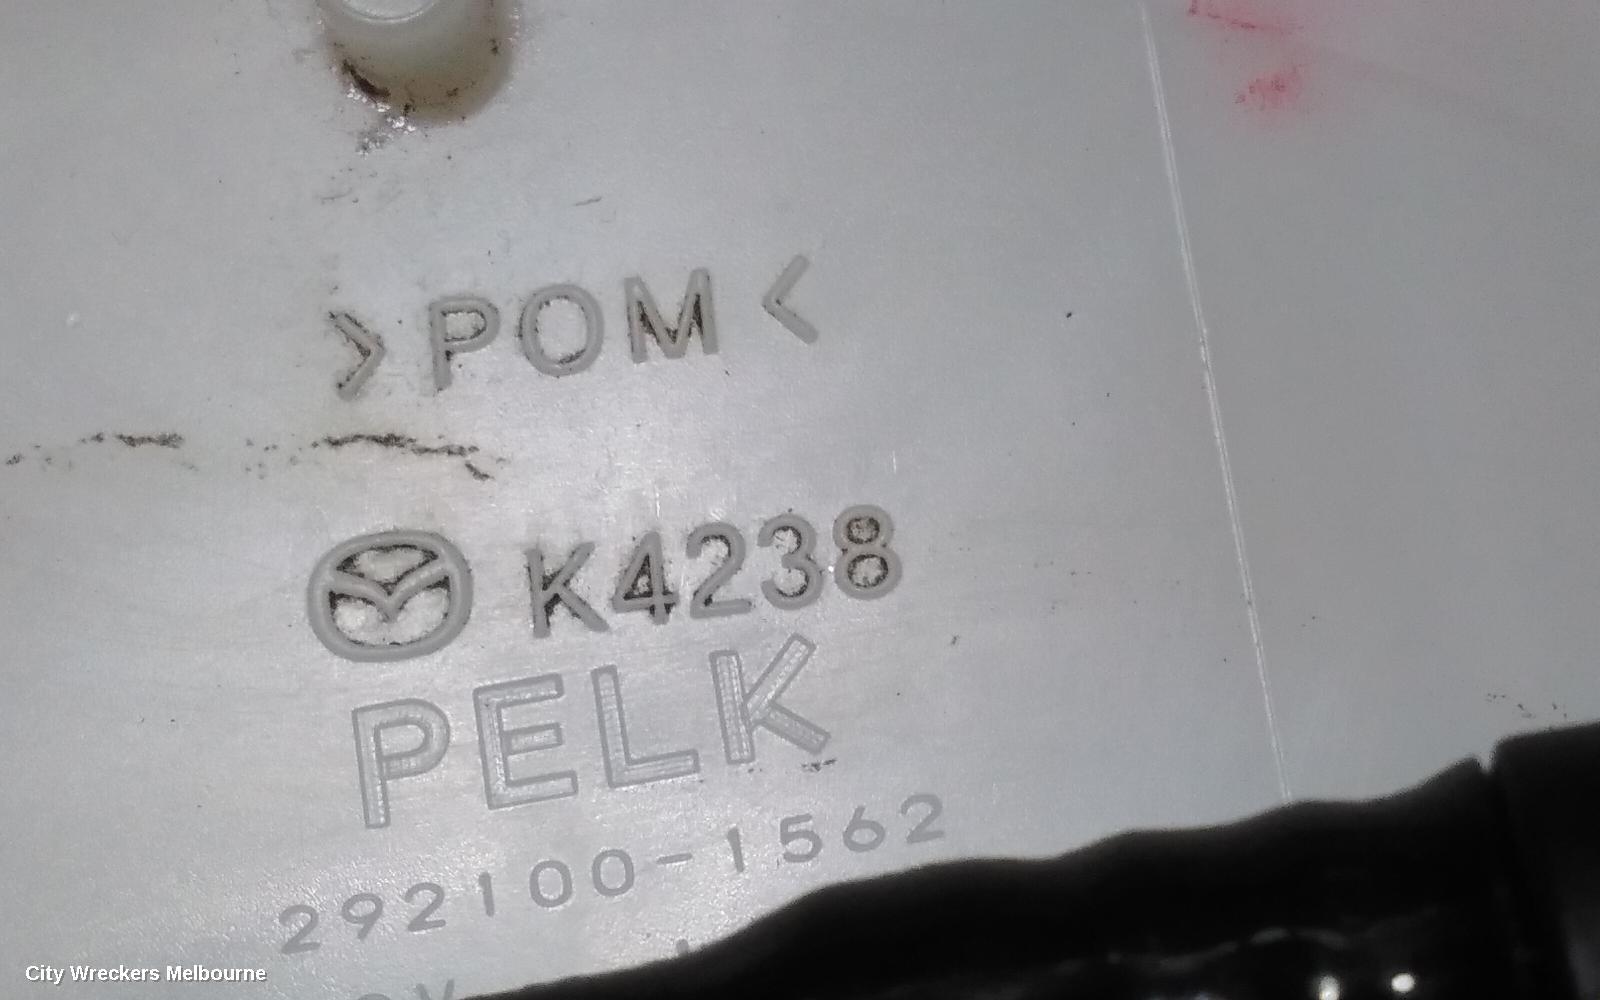 >POM<
K4238
PELK
292100-1562
City Wreckers Melbourne